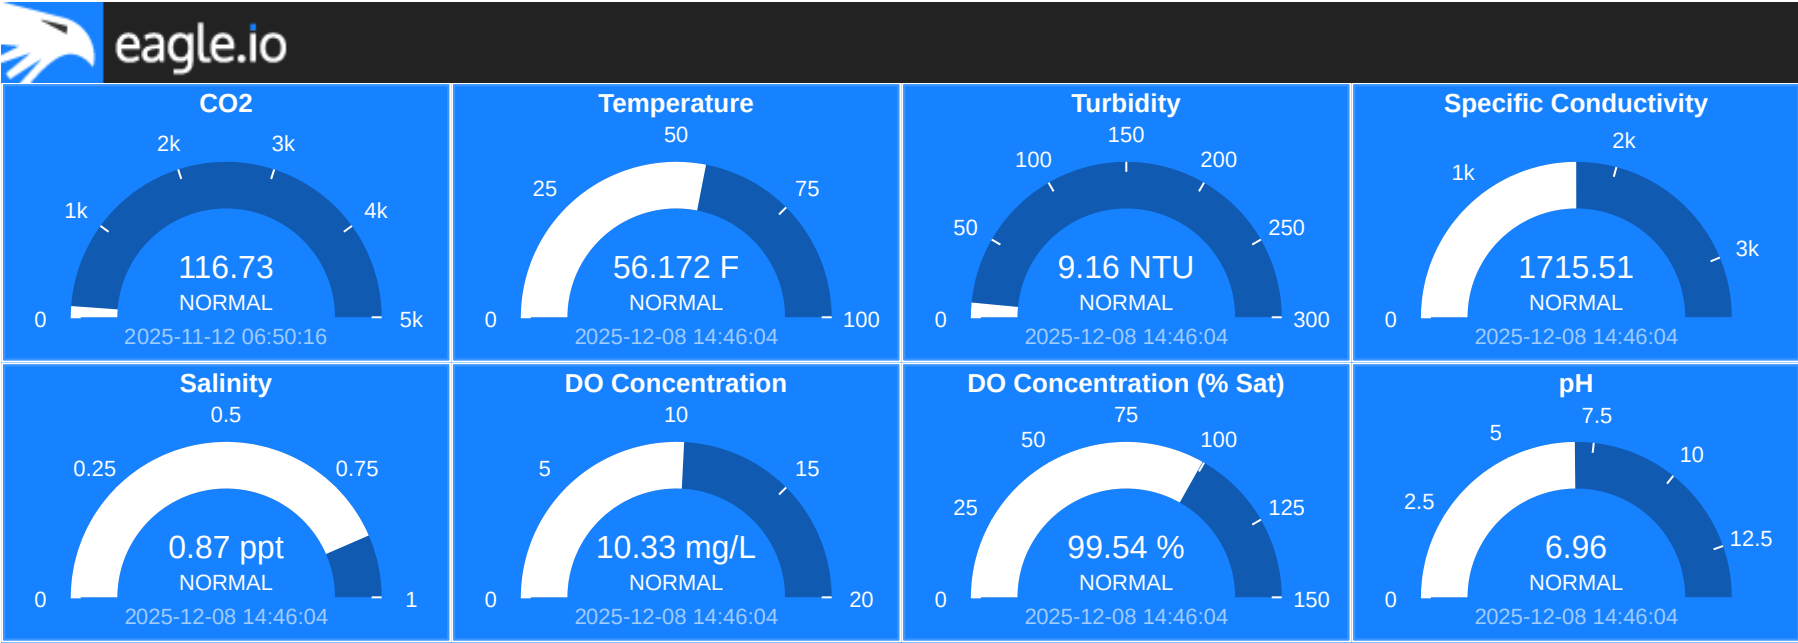 eagle.io
CO2
2k 3k
1k 4k
116.73
NORMAL
0 5k
2025-11-12 06:50:16
Temperature
50
25 75
56.172 F
NORMAL
0 100
2025-12-08 14:46:04
Turbidity
150
100 200
50 250
9.16 NTU
NORMAL
0 300
2025-12-08 14:46:04
Specific Conductivity
2k
1k
3k
1715.51
NORMAL
0
2025-12-08 14:46:04
Salinity
0.5
0.25 0.75
0.87 ppt
NORMAL
0 1
2025-12-08 14:46:04
DO Concentration
10
5 15
10.33 mg/L
NORMAL
0 20
2025-12-08 14:46:04
DO Concentration (% Sat)
75
50 100
25 125
99.54 %
NORMAL
0 150
2025-12-08 14:46:04
pH
7.5
5
10
2.5
12.5
6.96
NORMAL
0
2025-12-08 14:46:04